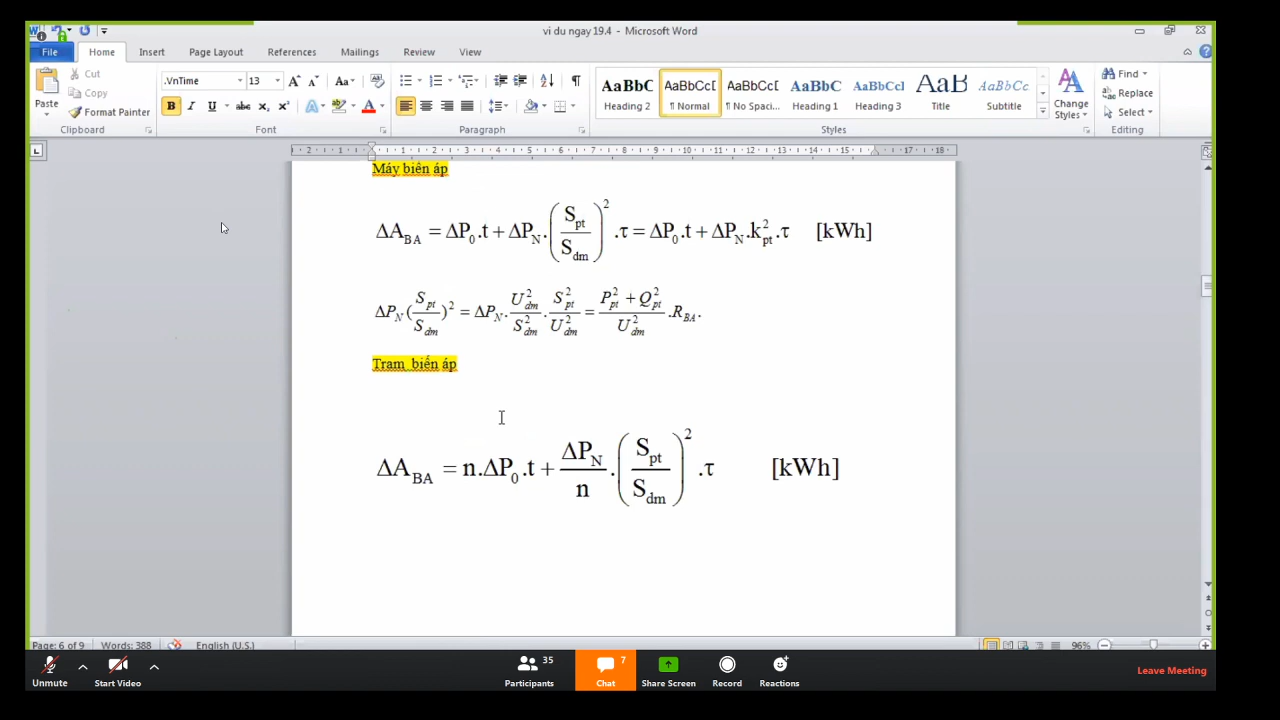 vi du ngay 19.4 - Microsoft Word
File Home Insert Page Layout References Mailings Review View
Paste
Cut
Copy
Format Painter
Clipboard
.VnTime 13
Font
Paragraph
AaBbC AaBbCcI AaBbCcI AaBbC AaBbCcI AaB AaBbCc
Heading 2 ¶ Normal ¶ No Spaci... Heading 1 Heading 3 Title Subtitle
Change Styles
Styles
Find
Replace
Select
Editing
Máy biên áp
ΔA_BA = ΔP_0.t + ΔP_N.(S_pt/S_dm)^2.τ = ΔP_0.t + ΔP_N.k_pt^2.τ [kWh]
ΔP_N(S_pt/S_dm)^2 = ΔP_N.U_dm^2/S_dm^2.S_pt^2/U_dm^2 = (P_pt^2 + Q_pt^2)/U_dm^2.R_BA.
Tram biến áp
ΔA_BA = n.ΔP_0.t + ΔP_N/n.(S_pt/S_dm)^2.τ [kWh]
Page: 6 of 9 Words: 388 English (U.S.) 96%
Unmute Start Video Participants 35 Chat 7 Share Screen Record Reactions Leave Meeting